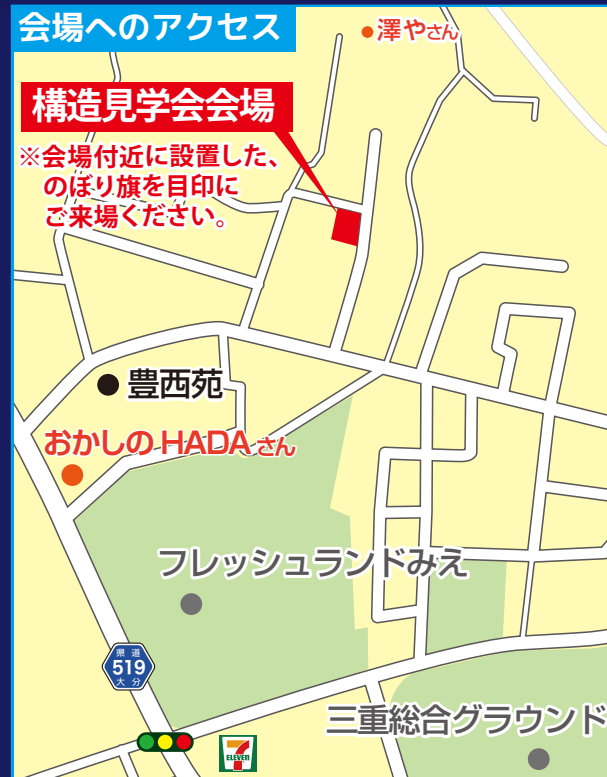 会場へのアクセス
澤やさん
構造見学会会場
※会場付近に設置した、
のぼり旗を目印に
ご来場ください。
豊西苑
おかしのHADAさん
フレッシュランドみえ
県道
519
大分
三重総合グラウンド
7
ELEVEN